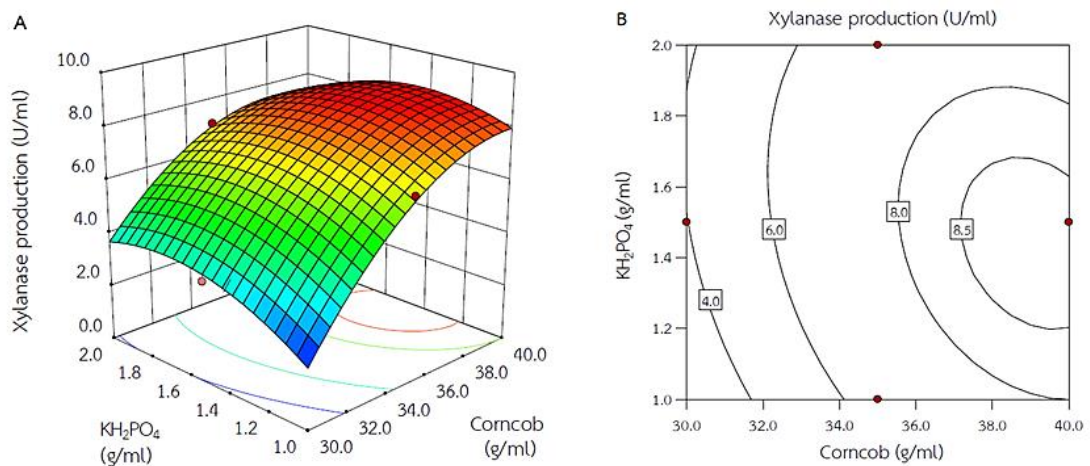 A
Xylanase production (U/ml)
10.0
8.0
6.0
4.0
2.0
0.0
2.0
1.8
1.6
1.4
1.2
1.0
KH₂PO₄
(g/ml)
30.0
32.0
34.0
36.0
38.0
40.0
Corncob
(g/ml)
B
Xylanase production (U/ml)
KH₂PO₄ (g/ml)
2.0
1.8
1.6
1.4
1.2
1.0
4.0
6.0
8.0
8.5
30.0 32.0 34.0 36.0 38.0 40.0
Corncob (g/ml)